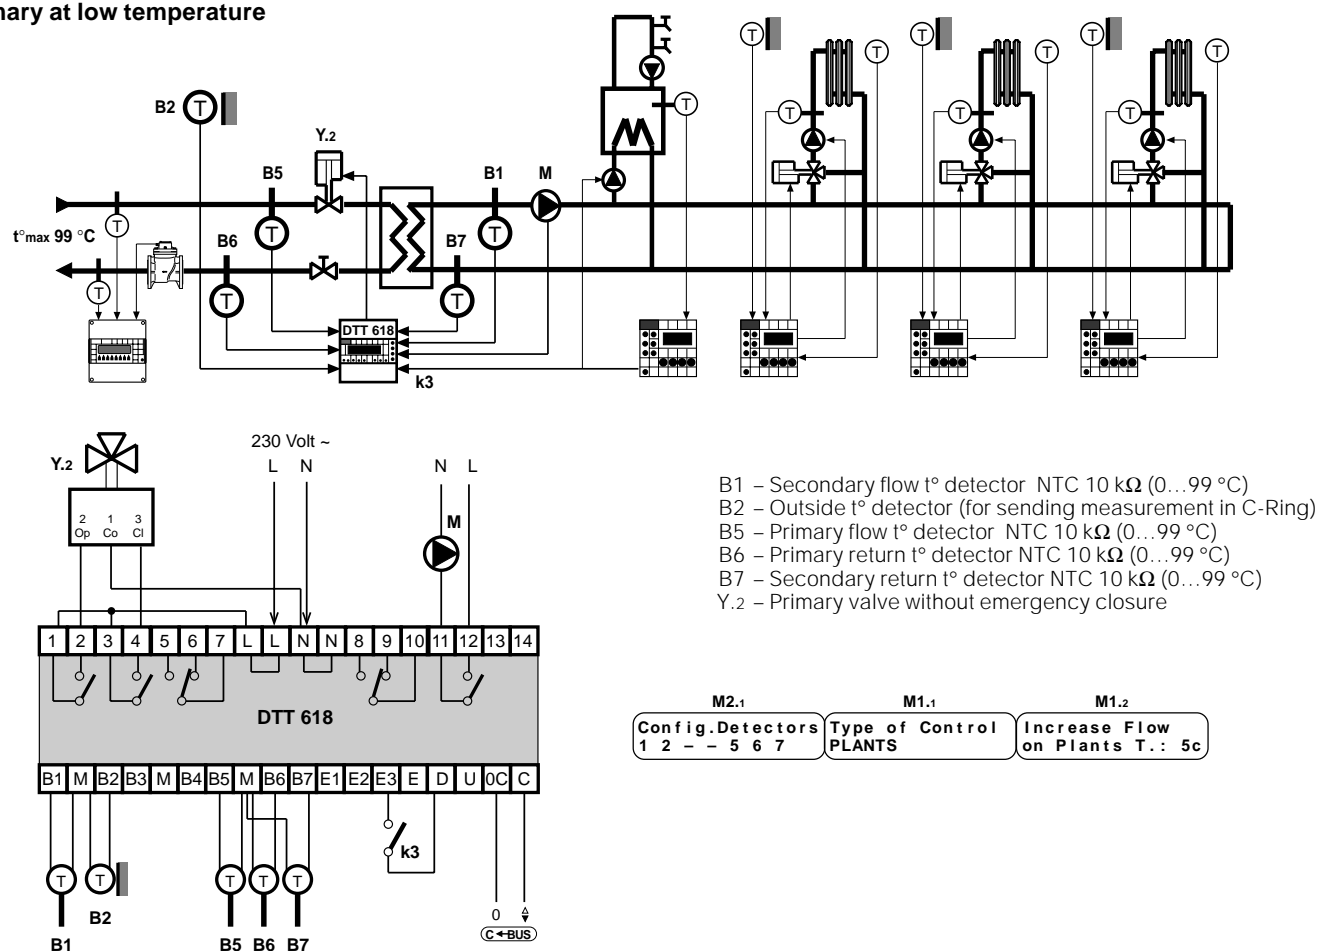 nary at low temperature
T T T T T T
B2 T
T T T T
Y.2
B5 B1 M
T T T
t°max 99 °C
B6 B7
T T T
DTT 618
k3
230 Volt ~
Y.2 L N N L
2 1 3
Op Co Cl
M
B1 – Secondary flow t° detector NTC 10 kΩ (0…99 °C)
B2 – Outside t° detector (for sending measurement in C-Ring)
B5 – Primary flow t° detector NTC 10 kΩ (0…99 °C)
B6 – Primary return t° detector NTC 10 kΩ (0…99 °C)
B7 – Secondary return t° detector NTC 10 kΩ (0…99 °C)
Y.2 – Primary valve without emergency closure
1 2 3 4 5 6 7 L L N N 8 9 10 11 12 13 14
DTT 618
M2.1 M1.1 M1.2
Config.Detectors Type of Control Increase Flow
1 2 – – 5 6 7 PLANTS on Plants T.: 5c
B1 M B2 B3 M B4 B5 M B6 B7 E1 E2 E3 E D U 0C C
k3
T T T T T
B2
0
C BUS
B1 B5 B6 B7